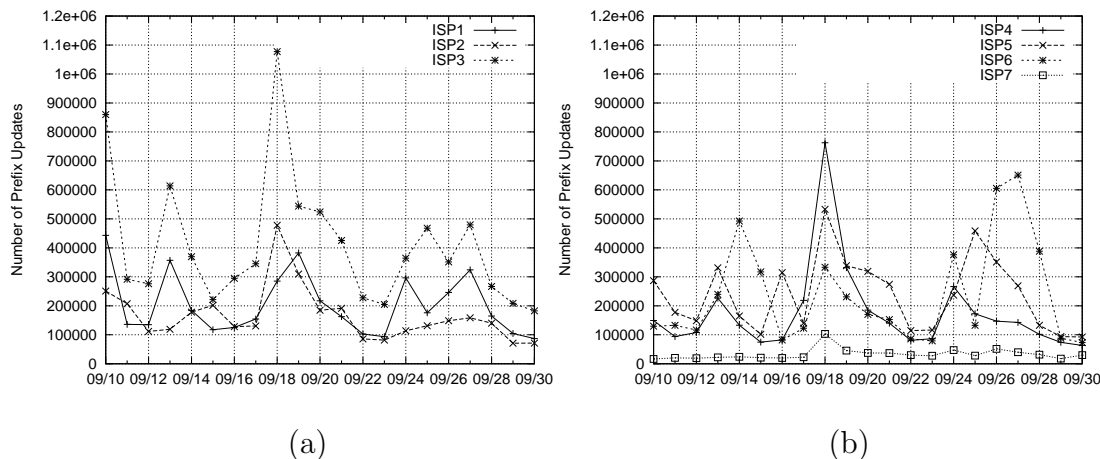 1.2e+06
1.1e+06
1e+06
900000
800000
700000
600000
500000
400000
300000
200000
100000
0
Number of Prefix Updates
ISP1
ISP2
ISP3
09/10 09/12 09/14 09/16 09/18 09/20 09/22 09/24 09/26 09/28 09/30
(a)
1.2e+06
1.1e+06
1e+06
900000
800000
700000
600000
500000
400000
300000
200000
100000
0
Number of Prefix Updates
ISP4
ISP5
ISP6
ISP7
09/10 09/12 09/14 09/16 09/18 09/20 09/22 09/24 09/26 09/28 09/30
(b)